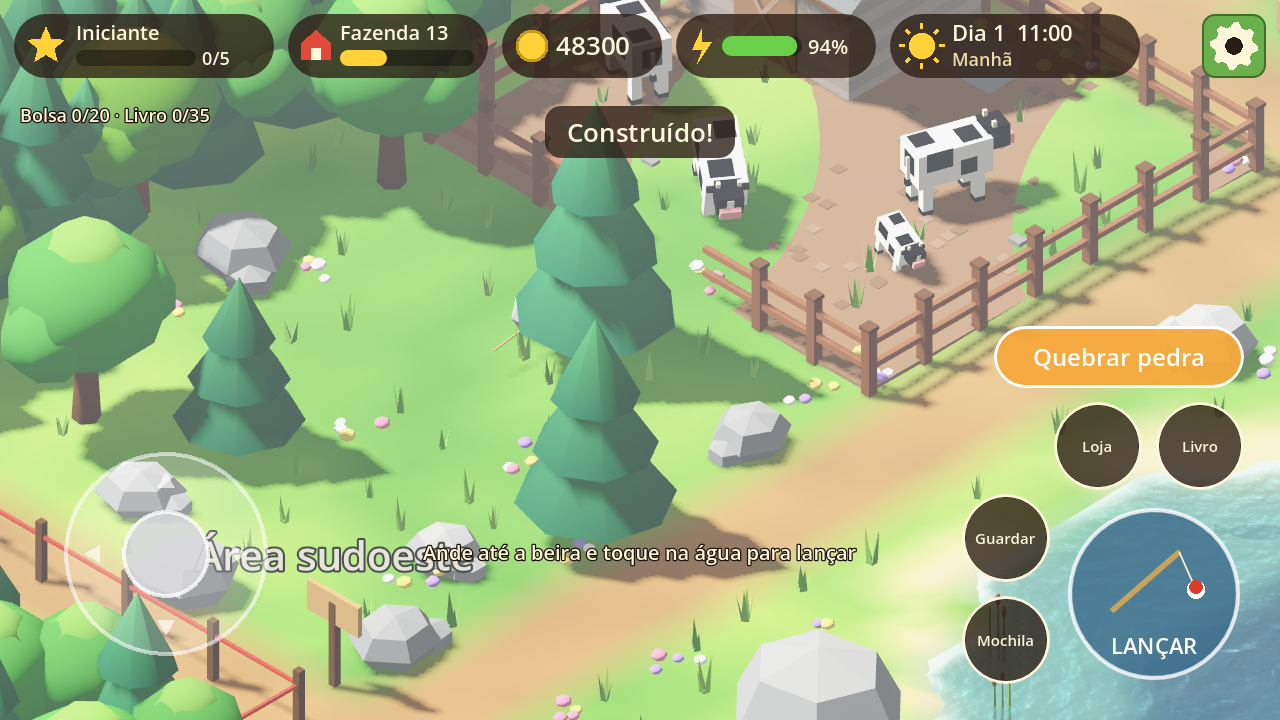 Iniciante
0/5
Fazenda 13
48300
94%
Dia 1 11:00
Manhã
Bolsa 0/20 · Livro 0/35
Construído!
Quebrar pedra
Loja
Livro
Guardar
Área sudoeste
Ande até a beira e toque na água para lançar
Mochila
LANÇAR